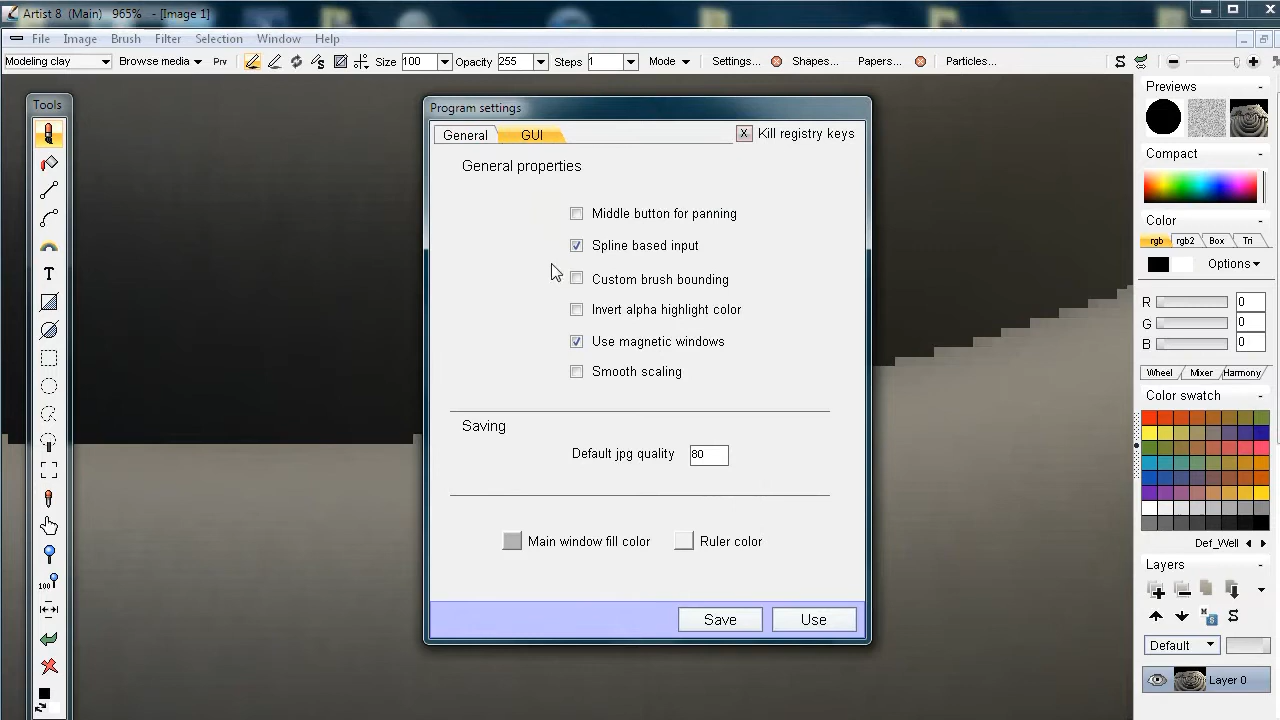 Artist 8 (Main) 965% - [Image 1]
File Image Brush Filter Selection Window Help
Modeling clay Browse media Prv Size 100 Opacity 255 Steps 1 Mode Settings... Shapes... Papers... Particles...
Tools
T
100
Program settings
General GUI X Kill registry keys
General properties
Middle button for panning
Spline based input
Custom brush bounding
Invert alpha highlight color
Use magnetic windows
Smooth scaling
Saving
Default jpg quality 80
Main window fill color Ruler color
Save Use
Previews
Compact
Color
rgb rgb2 Box Tri
Options
R 0
G 0
B 0
Wheel Mixer Harmony
Color swatch
Def_Well
Layers
Default
Layer 0